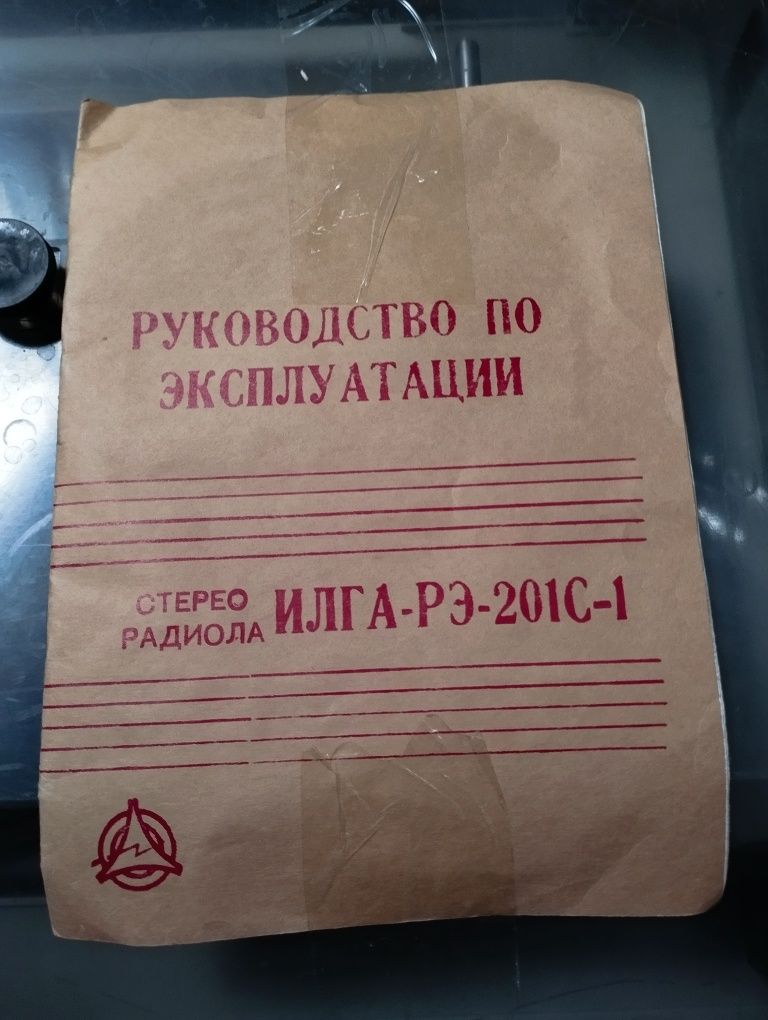 РУКОВОДСТВО ПО
ЭКСПЛУАТАЦИИ
СТЕРЕО
РАДИОЛА ИЛГА-РЭ-201С-1